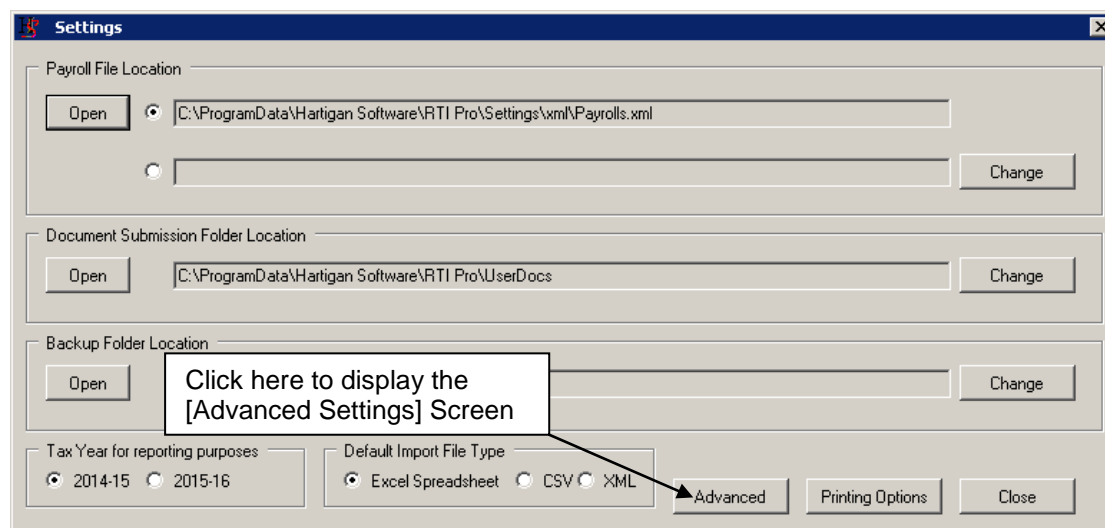 Settings
Payroll File Location
Open C:\ProgramData\Hartigan Software\RTI Pro\Settings\xml\Payrolls.xml
Change
Document Submission Folder Location
Open C:\ProgramData\Hartigan Software\RTI Pro\UserDocs Change
Backup Folder Location
Open Change
Click here to display the
[Advanced Settings] Screen
Tax Year for reporting purposes Default Import File Type
2014-15 2015-16 Excel Spreadsheet CSV XML Advanced Printing Options Close